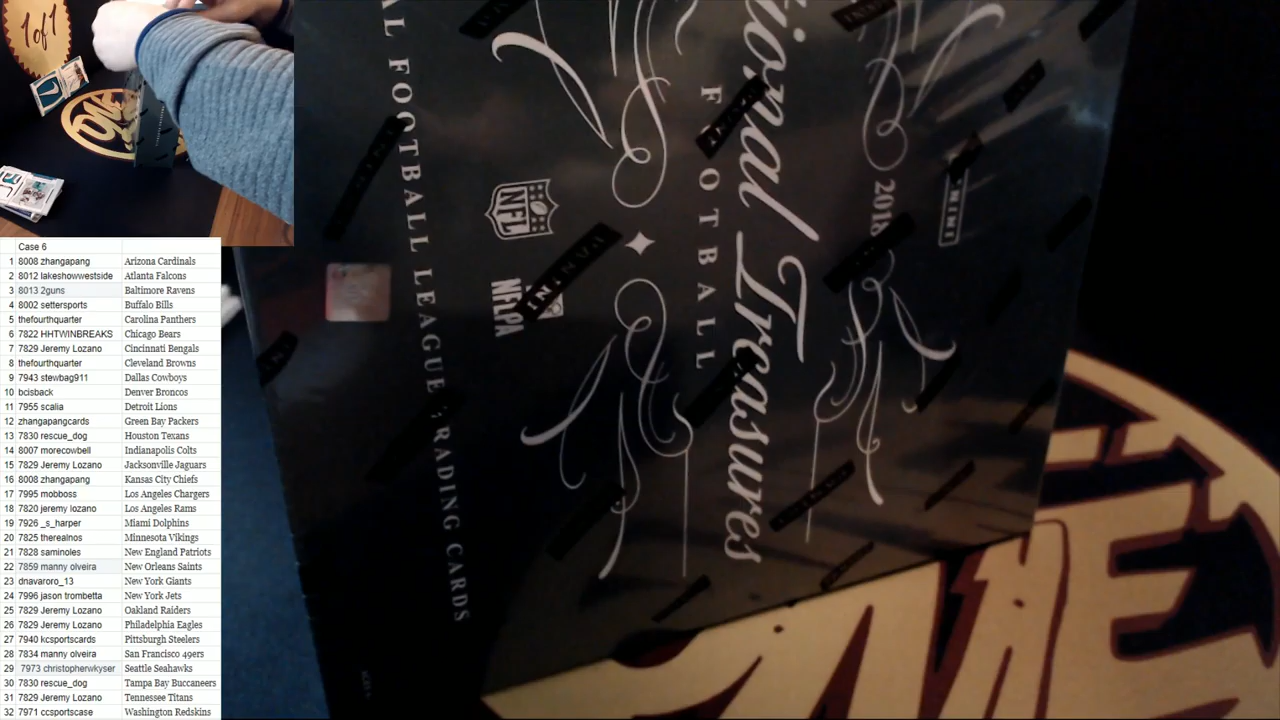 1 of 1
Case 6
1 8008 zhangapang Arizona Cardinals
2 8012 lakeshowwestside Atlanta Falcons
3 8013 2guns Baltimore Ravens
4 8002 settersports Buffalo Bills
5 thefourthquarter Carolina Panthers
6 7822 HHTWINBREAKS Chicago Bears
7 7829 Jeremy Lozano Cincinnati Bengals
8 thefourthquarter Cleveland Browns
9 7943 stewbag911 Dallas Cowboys
10 bcisback Denver Broncos
11 7955 scalia Detroit Lions
12 zhangapangcards Green Bay Packers
13 7830 rescue_dog Houston Texans
14 8007 morecowbell Indianapolis Colts
15 7829 Jeremy Lozano Jacksonville Jaguars
16 8008 zhangapang Kansas City Chiefs
17 7995 mobboss Los Angeles Chargers
18 7820 jeremy lozano Los Angeles Rams
19 7926 _s_harper Miami Dolphins
20 7825 therealnos Minnesota Vikings
21 7828 saminoles New England Patriots
22 7859 manny olveira New Orleans Saints
23 dnavaroro_13 New York Giants
24 7996 jason trombetta New York Jets
25 7829 Jeremy Lozano Oakland Raiders
26 7829 Jeremy Lozano Philadelphia Eagles
27 7940 kcsportscards Pittsburgh Steelers
28 7834 manny olveira San Francisco 49ers
29 7973 christopherwkyser Seattle Seahawks
30 7830 rescue_dog Tampa Bay Buccaneers
31 7829 Jeremy Lozano Tennessee Titans
32 7971 ccsportscase Washington Redskins
PANINI
2018
tional Treasures
FOOTBALL
NFL
NFLPA
AL FOOTBALL LEAGUE TRADING CARDS
PANINI